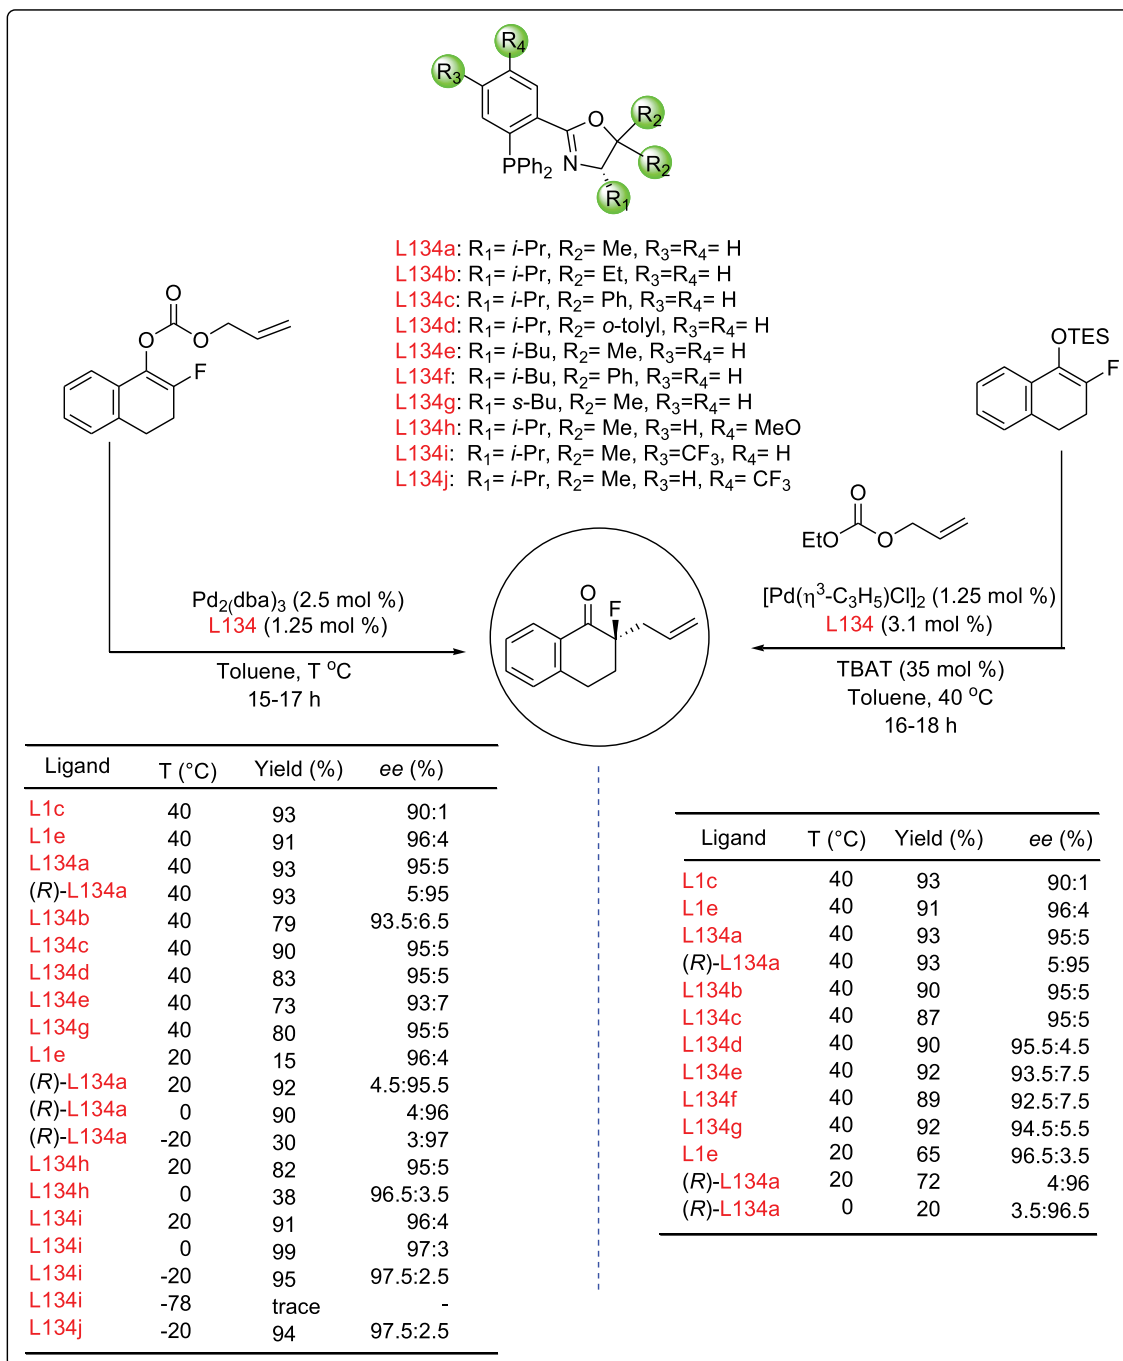 R4
R3
O
R2
R2
N
PPh2
R1
L134a: R1= i-Pr, R2= Me, R3=R4= H
L134b: R1= i-Pr, R2= Et, R3=R4= H
L134c: R1= i-Pr, R2= Ph, R3=R4= H
L134d: R1= i-Pr, R2= o-tolyl, R3=R4= H
L134e: R1= i-Bu, R2= Me, R3=R4= H
L134f: R1= i-Bu, R2= Ph, R3=R4= H
L134g: R1= s-Bu, R2= Me, R3=R4= H
L134h: R1= i-Pr, R2= Me, R3=H, R4= MeO
L134i: R1= i-Pr, R2= Me, R3=CF3, R4= H
L134j: R1= i-Pr, R2= Me, R3=H, R4= CF3
O
O
O
F
OTES
F
O
EtO
O
Pd2(dba)3 (2.5 mol %)
L134 (1.25 mol %)
Toluene, T °C
15-17 h
O
F
[Pd(η3-C3H5)Cl]2 (1.25 mol %)
L134 (3.1 mol %)
TBAT (35 mol %)
Toluene, 40 °C
16-18 h
Ligand T (°C) Yield (%) ee (%)
L1c 40 93 90:1
L1e 40 91 96:4
L134a 40 93 95:5
(R)-L134a 40 93 5:95
L134b 40 79 93.5:6.5
L134c 40 90 95:5
L134d 40 83 95:5
L134e 40 73 93:7
L134g 40 80 95:5
L1e 20 15 96:4
(R)-L134a 20 92 4.5:95.5
(R)-L134a 0 90 4:96
(R)-L134a -20 30 3:97
L134h 20 82 95:5
L134h 0 38 96.5:3.5
L134i 20 91 96:4
L134i 0 99 97:3
L134i -20 95 97.5:2.5
L134i -78 trace -
L134j -20 94 97.5:2.5
Ligand T (°C) Yield (%) ee (%)
L1c 40 93 90:1
L1e 40 91 96:4
L134a 40 93 95:5
(R)-L134a 40 93 5:95
L134b 40 90 95:5
L134c 40 87 95:5
L134d 40 90 95.5:4.5
L134e 40 92 93.5:7.5
L134f 40 89 92.5:7.5
L134g 40 92 94.5:5.5
L1e 20 65 96.5:3.5
(R)-L134a 20 72 4:96
(R)-L134a 0 20 3.5:96.5